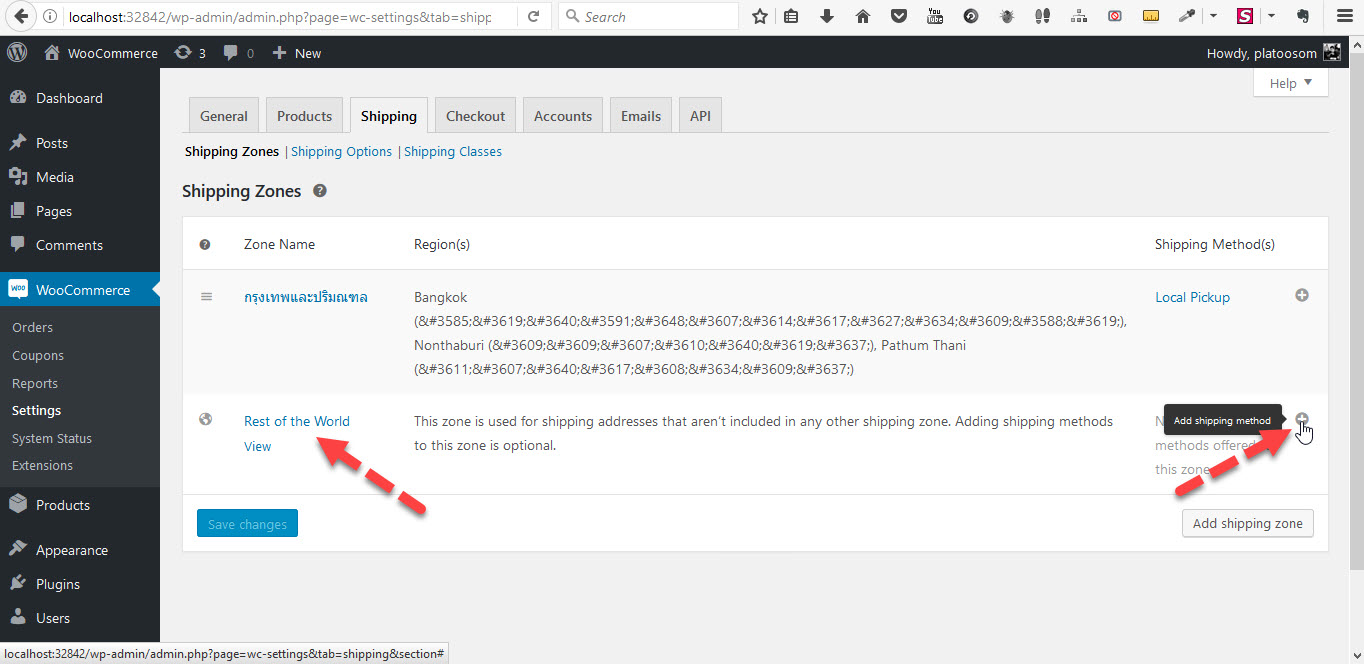 localhost:32842/wp-admin/admin.php?page=wc-settings&tab=shipp
Search
You Tube
S
WooCommerce 3 0 New
Howdy, platoosom
Help
Dashboard
Posts
Media
Pages
Comments
woo WooCommerce
Orders
Coupons
Reports
Settings
System Status
Extensions
Products
Appearance
Plugins
Users
General Products Shipping Checkout Accounts Emails API
Shipping Zones | Shipping Options | Shipping Classes
Shipping Zones ?
? Zone Name Region(s) Shipping Method(s)
กรุงเทพและปริมณฑล Bangkok Local Pickup
(&#3585;&#3619;&#3640;&#3591;&#3648;&#3607;&#3614;&#3617;&#3627;&#3634;&#3609;&#3588;&#3619;),
Nonthaburi (&#3609;&#3609;&#3607;&#3610;&#3640;&#3619;&#3637;), Pathum Thani
(&#3611;&#3607;&#3640;&#3617;&#3608;&#3634;&#3609;&#3637;)
Rest of the World This zone is used for shipping addresses that aren't included in any other shipping zone. Adding shipping methods Add shipping method
View to this zone is optional. methods offered
this zone
Save changes Add shipping zone
localhost:32842/wp-admin/admin.php?page=wc-settings&tab=shipping&section#